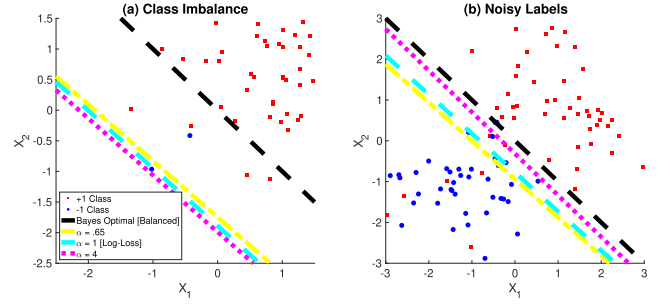 (a) Class Imbalance
1.5
1
0.5
0
-0.5
-1
-1.5
-2
-2.5
X2
-2
-1
0
1
X1
+1 Class
-1 Class
Bayes Optimal [Balanced]
α = .65
α = 1 [Log-Loss]
α = 4
(b) Noisy Labels
3
2
1
0
-1
-2
-3
X2
-3
-2
-1
0
1
2
3
X1